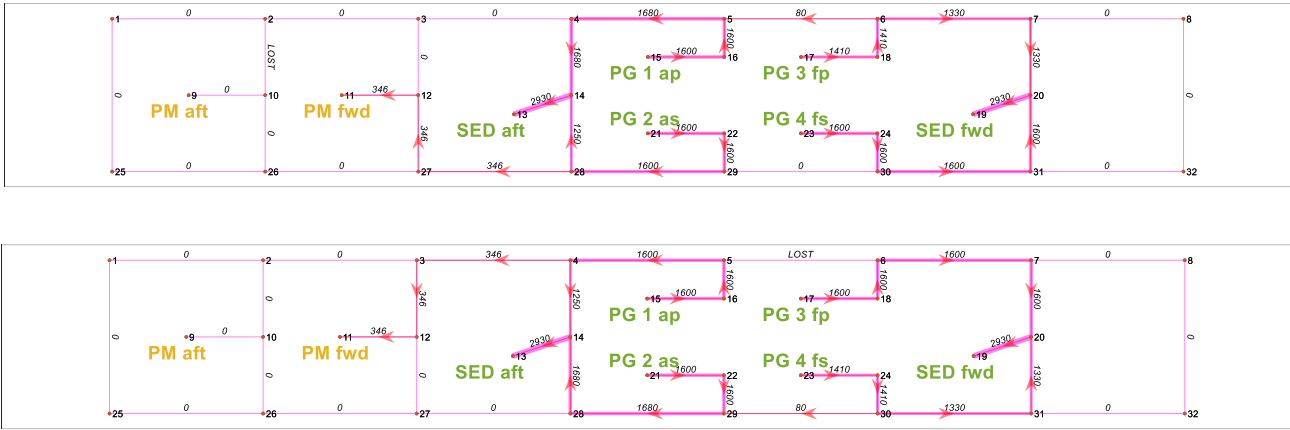 0 0 0 1680 80 1330 0
1 2 3 4 5 6 7 8
LOST 0 1680 1600 1410 1330
1600 1410
15 16 17 18
PG 1 ap PG 3 fp
0 0 346 2930 2930 0
9 10 11 12 14 20
PM aft PM fwd 13 19
SED aft PG 2 as PG 4 fs SED fwd
1600 1600
21 22 23 24
0 346 1250 1600 1600 1600
0 0 346 1600 0 1600 0
25 26 27 28 29 30 31 32
0 0 346 1600 LOST 1600 0
1 2 3 4 5 6 7 8
0 346 1250 1600 1600 1600
1600 1600
15 16 17 18
PG 1 ap PG 3 fp
0 0 346 2930 2930 0
9 10 11 12 14 20
PM aft PM fwd 13 19
SED aft PG 2 as PG 4 fs SED fwd
1600 1410
21 22 23 24
0 0 1680 1600 1410 1330
0 0 0 1680 80 1330 0
25 26 27 28 29 30 31 32